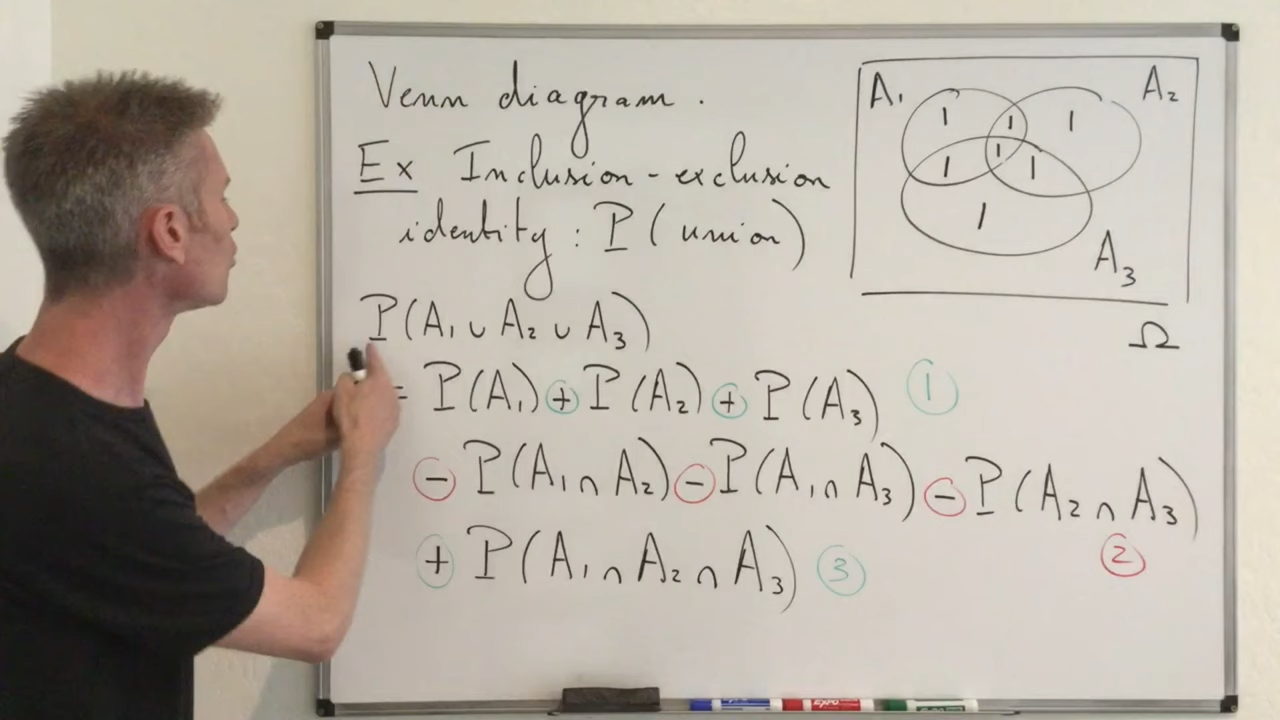 Venn diagram.
Ex Inclusion-exclusion
identity: P(union)
P(A₁ ∪ A₂ ∪ A₃)
= P(A₁) + P(A₂) + P(A₃) ①
− P(A₁ ∩ A₂) − P(A₁ ∩ A₃) − P(A₂ ∩ A₃)
②
+ P(A₁ ∩ A₂ ∩ A₃) ③
A₁ A₂
1 1 1
1 1 1
1
A₃
Ω
EXPO